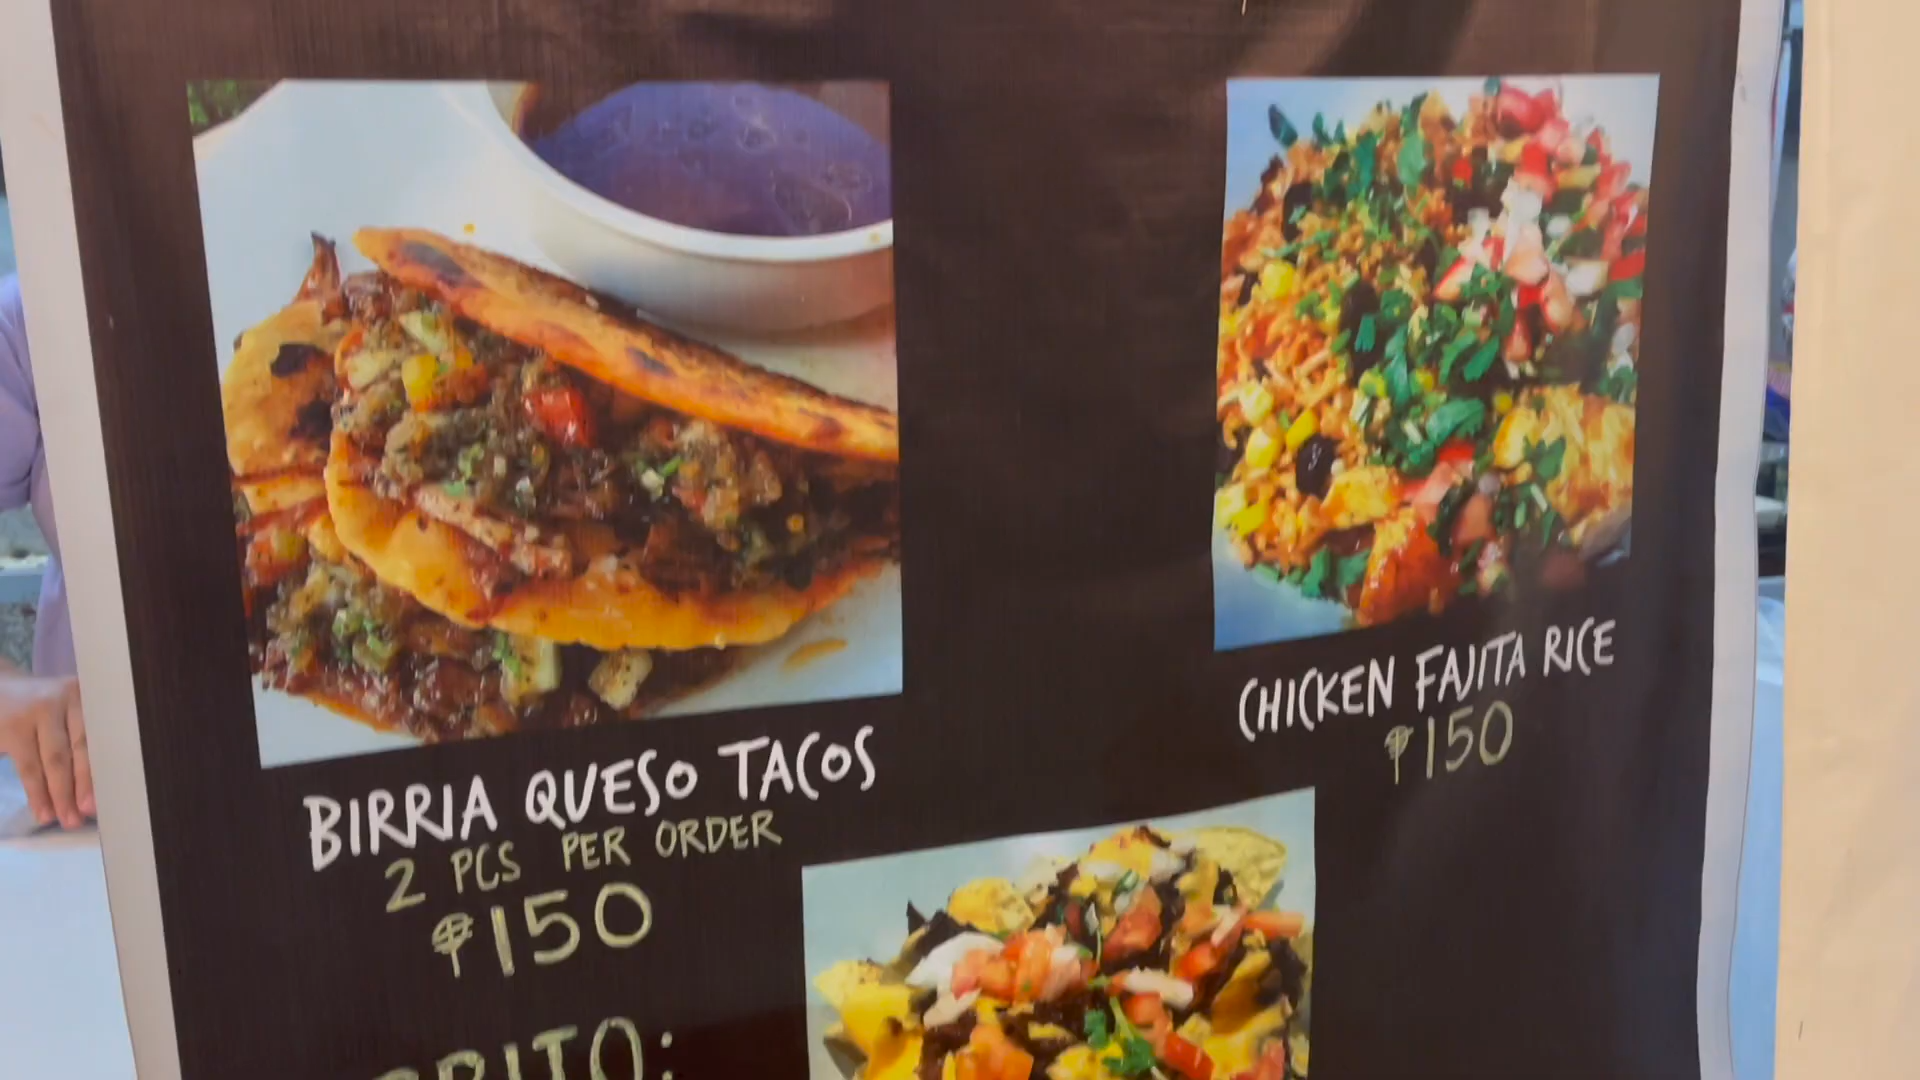 BIRRIA QUESO TACOS
2 PCS PER ORDER
₱150
CHICKEN FAJITA RICE
₱150